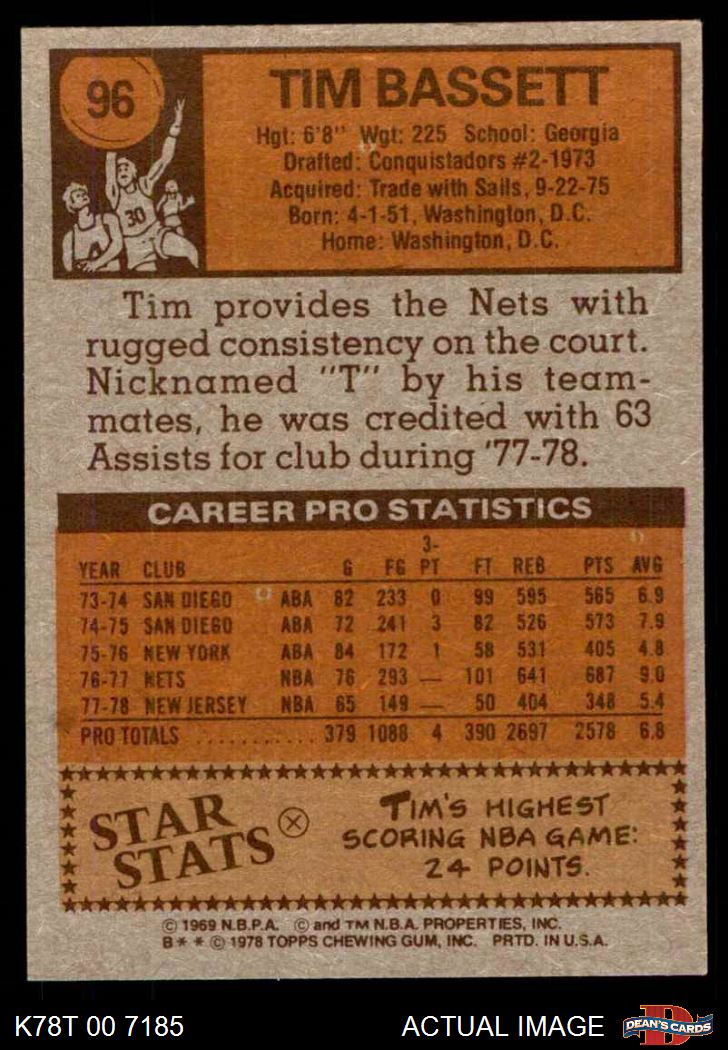 96
30
TIM BASSETT
Hgt: 6'8" Wgt: 225 School: Georgia
Drafted: Conquistadors #2-1973
Acquired: Trade with Sails, 9-22-75
Born: 4-1-51, Washington, D.C.
Home: Washington, D.C.
Tim provides the Nets with
rugged consistency on the court.
Nicknamed "T" by his team-
mates, he was credited with 63
Assists for club during '77-78.
CAREER PRO STATISTICS
YEAR CLUB G FG 3-PT FT REB PTS AVG
73-74 SAN DIEGO ABA 82 233 0 99 595 565 6.9
74-75 SAN DIEGO ABA 72 241 3 82 526 573 7.9
75-76 NEW YORK ABA 84 172 1 58 531 405 4.8
76-77 NETS NBA 76 293 — 101 641 687 9.0
77-78 NEW JERSEY NBA 65 149 — 50 404 348 5.4
PRO TOTALS ........... 379 1088 4 390 2697 2578 6.8
STAR
STATS
TIM'S HIGHEST
SCORING NBA GAME:
24 POINTS.
© 1969 N.B.P.A. © and TM N.B.A. PROPERTIES, INC.
B * * © 1978 TOPPS CHEWING GUM, INC. PRTD. IN U.S.A.
K78T 00 7185 ACTUAL IMAGE
D
DEAN'S CARDS